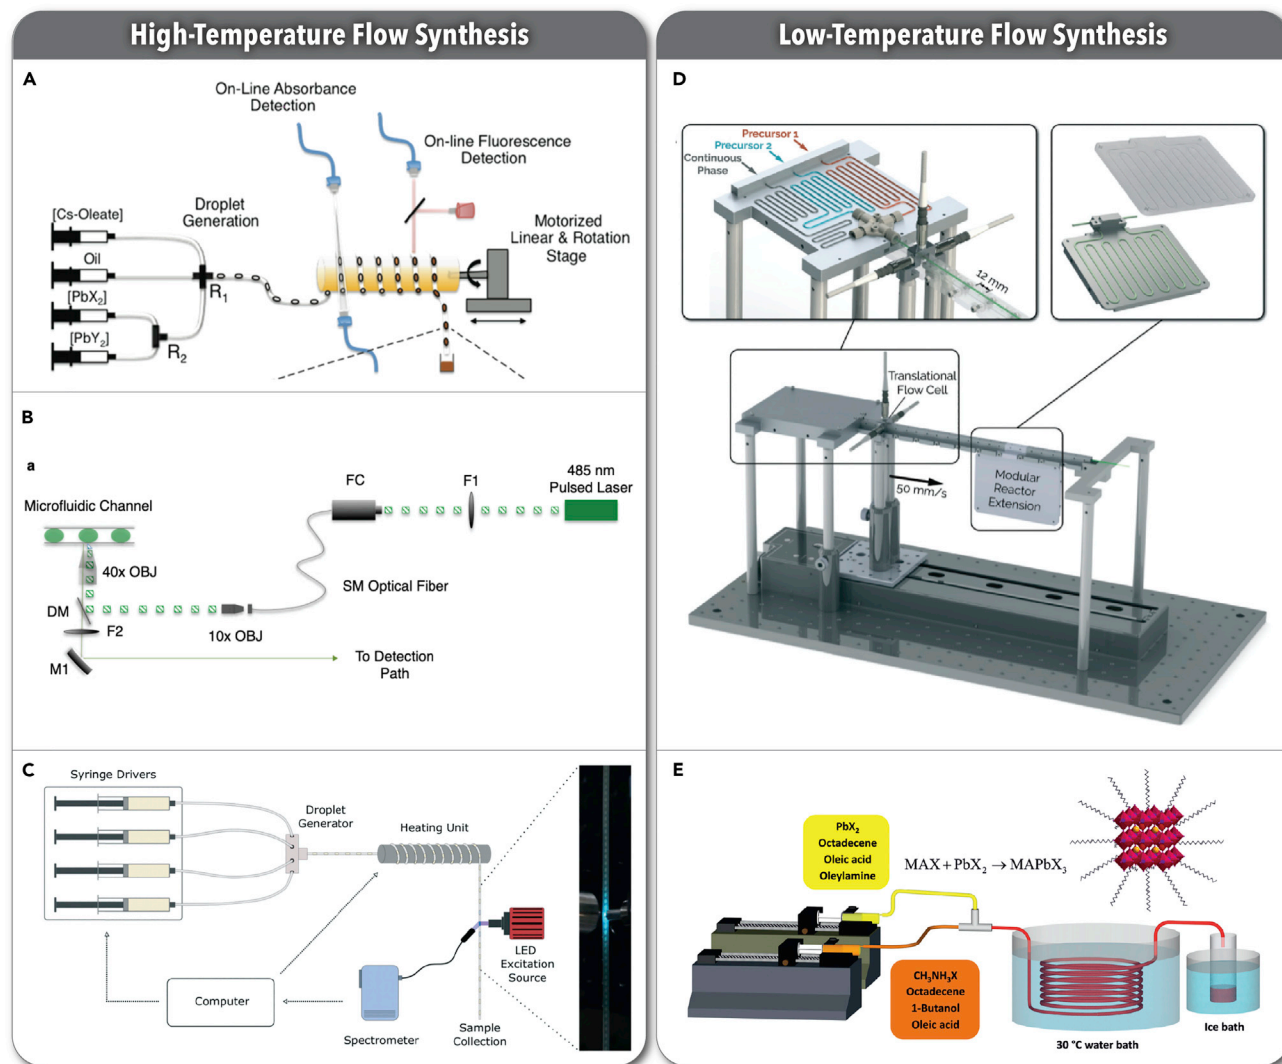 High-Temperature Flow Synthesis
A
On-Line Absorbance
Detection
On-line Fluorescence
Detection
[Cs-Oleate]
Droplet
Generation
Motorized
Linear & Rotation
Stage
Oil
R1
[PbX2]
[PbY2]
R2
B
a
485 nm
Pulsed Laser
FC
F1
Microfluidic Channel
40x OBJ
SM Optical Fiber
DM
F2
10x OBJ
M1
To Detection
Path
C
Syringe Drivers
Droplet
Generator
Heating Unit
LED
Excitation
Source
Computer
Spectrometer
Sample
Collection
Low-Temperature Flow Synthesis
D
Precursor 1
Precursor 2
Continuous
Phase
12 mm
Translational
Flow Cell
50 mm/s
Modular
Reactor
Extension
E
PbX2
Octadecene
Oleic acid
Oleylamine
MAX + PbX2 → MAPbX3
CH3NH3X
Octadecene
1-Butanol
Oleic acid
Ice bath
30 °C water bath